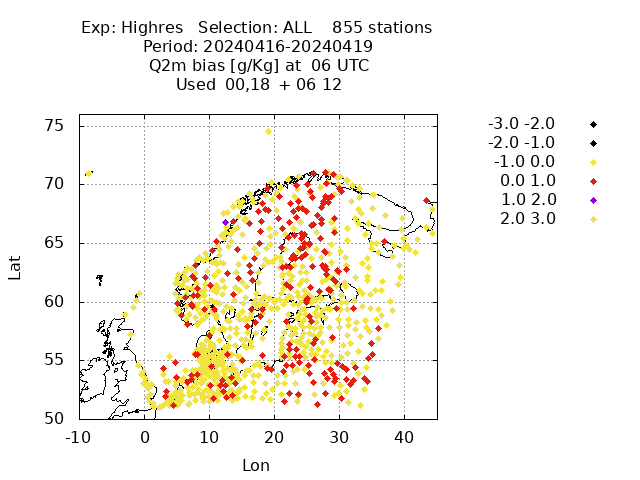 Exp: Highres   Selection: ALL    855 stations
Period: 20240416-20240419
Q2m bias [g/Kg] at  06 UTC
Used  00,18  + 06 12
-3.0 -2.0
-2.0 -1.0
-1.0 0.0
0.0 1.0
1.0 2.0
2.0 3.0
75
70
65
60
55
50
Lat
-10 0 10 20 30 40
Lon